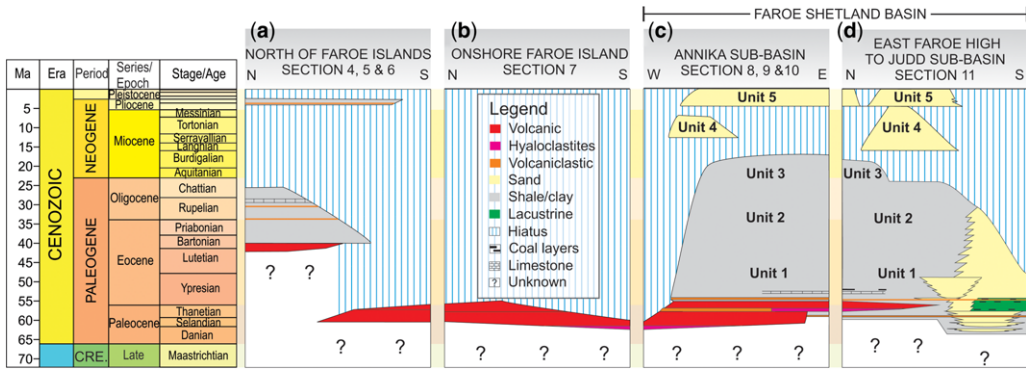 FAROE SHETLAND BASIN
(a)
(b)
(c)
(d)
NORTH OF FAROE ISLANDS
SECTION 4, 5 & 6
N S
ONSHORE FAROE ISLAND
SECTION 7
N S
ANNIKA SUB-BASIN
SECTION 8, 9 &10
W E
EAST FAROE HIGH
TO JUDD SUB-BASIN
SECTION 11
N S
Ma
Era
Period
Series/
Epoch
Stage/Age
5
10
15
20
25
30
35
40
45
50
55
60
65
70
CENOZOIC
NEOGENE
PALEOGENE
CRE.
Pleistocene
Pliocene
Miocene
Oligocene
Eocene
Paleocene
Late
Messinian
Tortonian
Serravallian
Langhian
Burdigalian
Aquitanian
Chattian
Rupelian
Priabonian
Bartonian
Lutetian
Ypresian
Thanetian
Selandian
Danian
Maastrichtian
? ?
? ?
Legend
Volcanic
Hyaloclastites
Volcaniclastic
Sand
Shale/clay
Lacustrine
Hiatus
Coal layers
Limestone
? Unknown
? ?
Unit 5
Unit 4
Unit 3
Unit 2
Unit 1
? ?
Unit 5
Unit 4
Unit 3
Unit 2
Unit 1
? ?
?